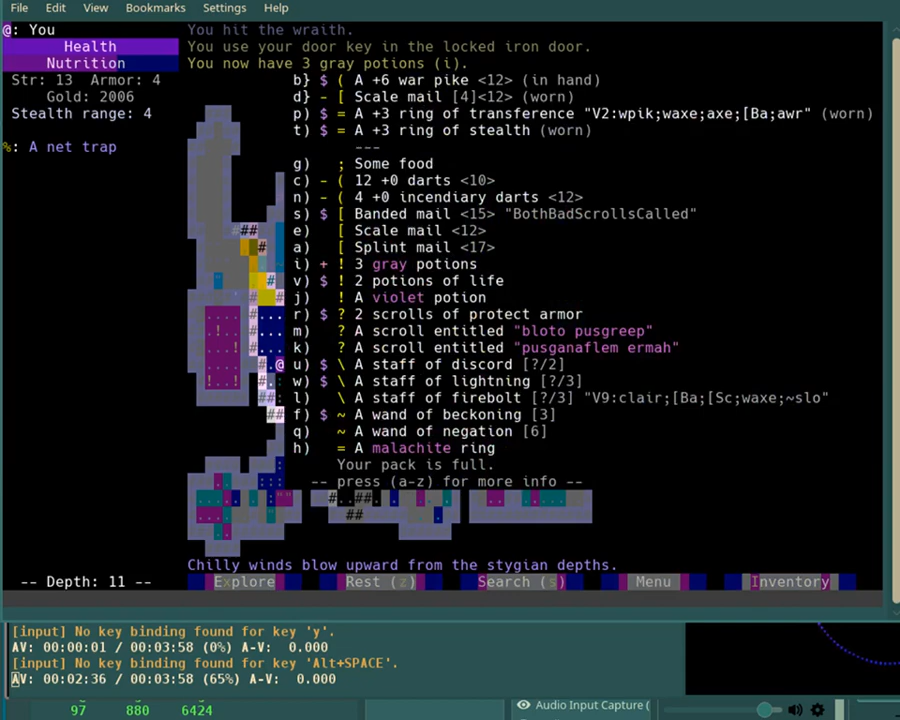 File Edit View Bookmarks Settings Help
@: You
You hit the wraith.
Health
You use your door key in the locked iron door.
Nutrition
You now have 3 gray potions (i).
Str: 13 Armor: 4
Gold: 2006
Stealth range: 4
%: A net trap
b} $ ( A +6 war pike <12> (in hand)
d} - [ Scale mail [4]<12> (worn)
p) $ = A +3 ring of transference "V2:wpik;waxe;axe;[Ba;awr" (worn)
t) $ = A +3 ring of stealth (worn)
---
g) ; Some food
c) - ( 12 +0 darts <10>
n) - ( 4 +0 incendiary darts <12>
s) $ [ Banded mail <15> "BothBadScrollsCalled"
e) [ Scale mail <12>
a) [ Splint mail <17>
i) + ! 3 gray potions
v) $ ! 2 potions of life
j) ! A violet potion
r) $ ? 2 scrolls of protect armor
m) ? A scroll entitled "bloto pusgreep"
k) ? A scroll entitled "pusganaflem ermah"
u) $ \ A staff of discord [?/2]
w) $ \ A staff of lightning [?/3]
l) \ A staff of firebolt [?/3] "V9:clair;[Ba;[Sc;waxe;~slo"
f) $ ~ A wand of beckoning [3]
q) ~ A wand of negation [6]
h) = A malachite ring
Your pack is full.
-- press (a-z) for more info --
Chilly winds blow upward from the stygian depths.
-- Depth: 11 --
Explore Rest (z) Search (s) Menu Inventory
[input] No key binding found for key 'y'.
AV: 00:00:01 / 00:03:58 (0%) A-V: 0.000
[input] No key binding found for key 'Alt+SPACE'.
AV: 00:02:36 / 00:03:58 (65%) A-V: 0.000
97 880 6424
Audio Input Capture (